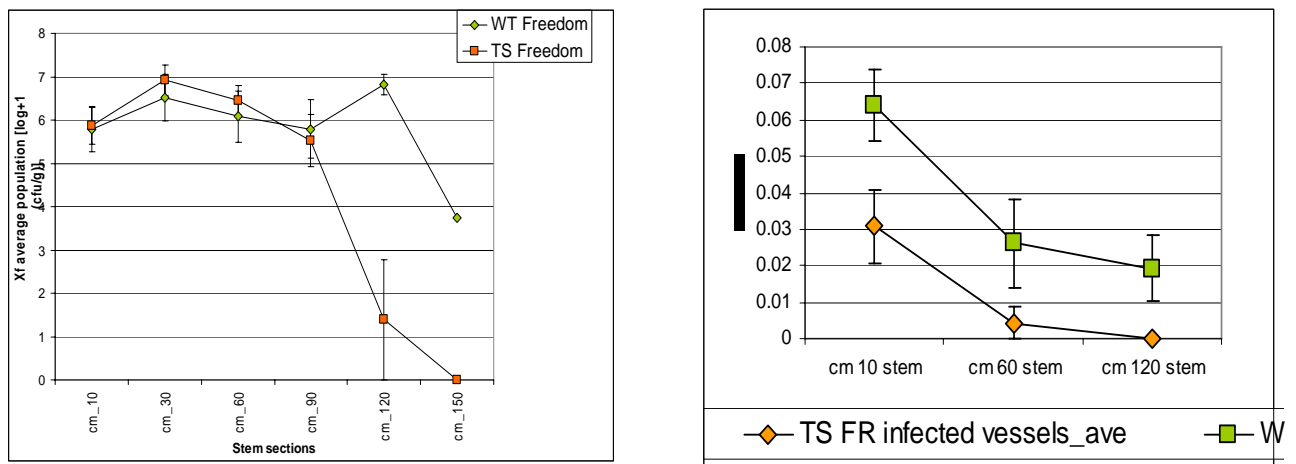 WT Freedom
TS Freedom
Xf average population [log+1
(cfu/g)]
8
7
6
5
4
3
2
1
0
cm_10
cm_30
cm_60
cm_90
cm_120
cm_150
Stem sections
0.08
0.07
0.06
0.05
0.04
0.03
0.02
0.01
0
cm 10 stem
cm 60 stem
cm 120 stem
TS FR infected vessels_ave
W